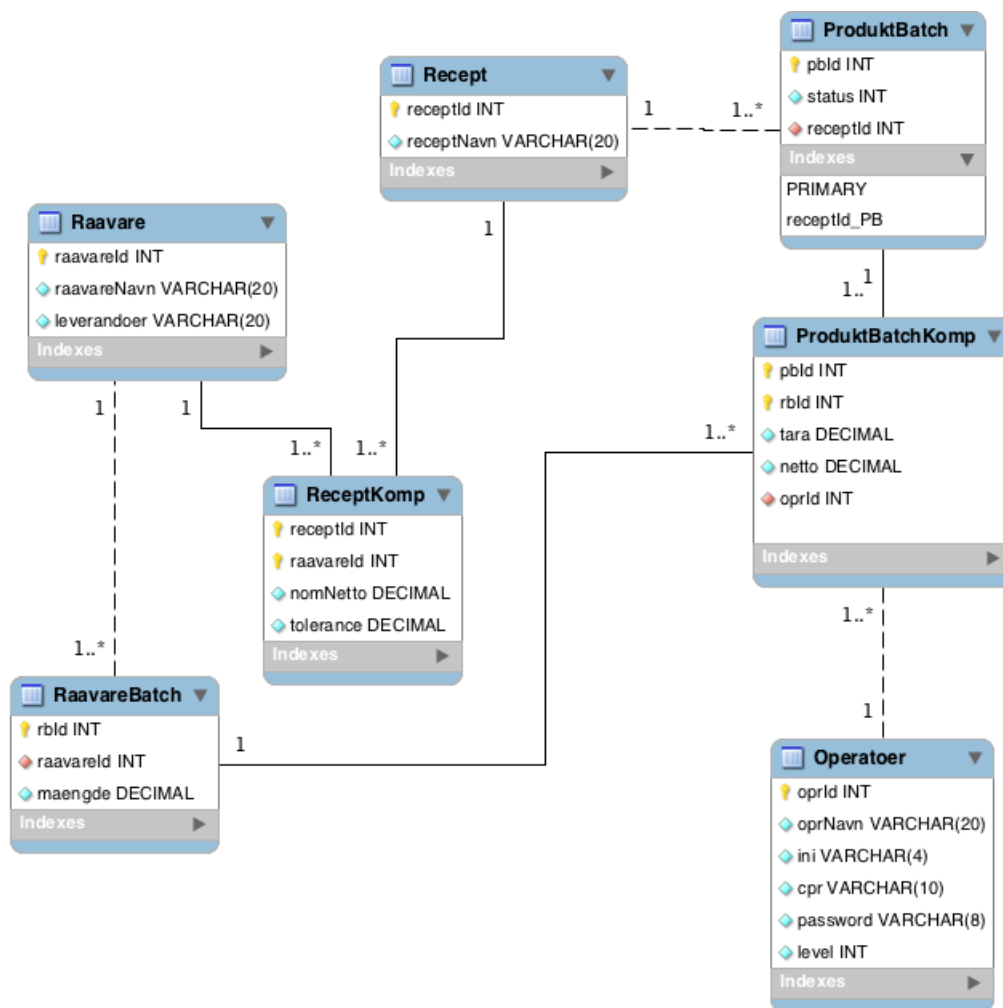 ProduktBatch
pbId INT
status INT
receptId INT
Indexes
PRIMARY
receptId_PB
Recept
receptId INT
receptNavn VARCHAR(20)
Indexes
1
1..*
Raavare
raavareId INT
raavareNavn VARCHAR(20)
leverandoer VARCHAR(20)
Indexes
1
1
1..
ProduktBatchKomp
pbId INT
rbId INT
tara DECIMAL
netto DECIMAL
oprId INT
Indexes
1
1
1..*
1..*
1..*
ReceptKomp
receptId INT
raavareId INT
nomNetto DECIMAL
tolerance DECIMAL
Indexes
1..*
1..*
RaavareBatch
rbId INT
raavareId INT
maengde DECIMAL
Indexes
1
1
Operatoer
oprId INT
oprNavn VARCHAR(20)
ini VARCHAR(4)
cpr VARCHAR(10)
password VARCHAR(8)
level INT
Indexes